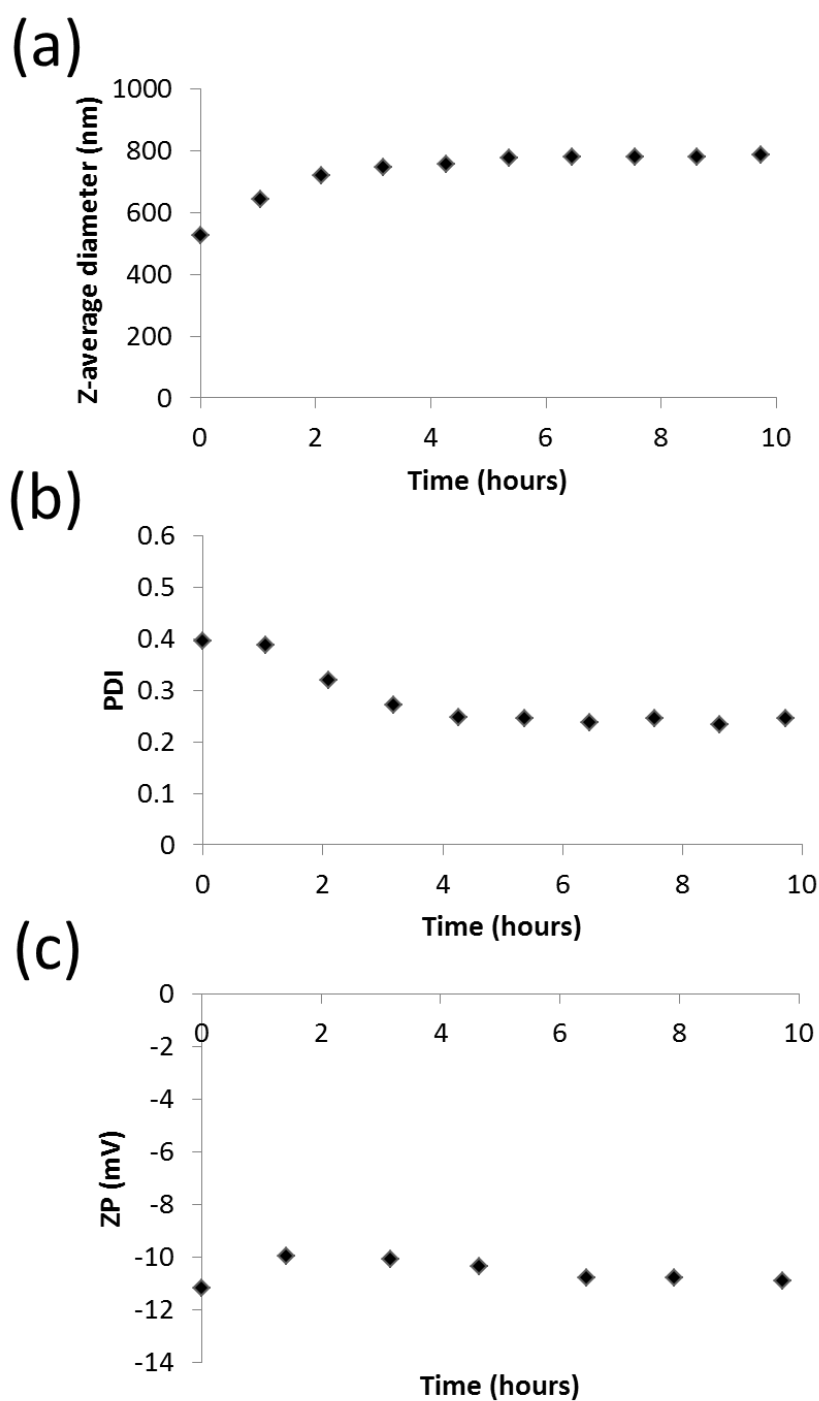 (a)
Z-average diameter (nm)
1000
800
600
400
200
0
0 2 4 6 8 10
Time (hours)
(b)
PDI
0.6
0.5
0.4
0.3
0.2
0.1
0
0 2 4 6 8 10
Time (hours)
(c)
ZP (mV)
0
0 2 4 6 8 10
-2
-4
-6
-8
-10
-12
-14
Time (hours)